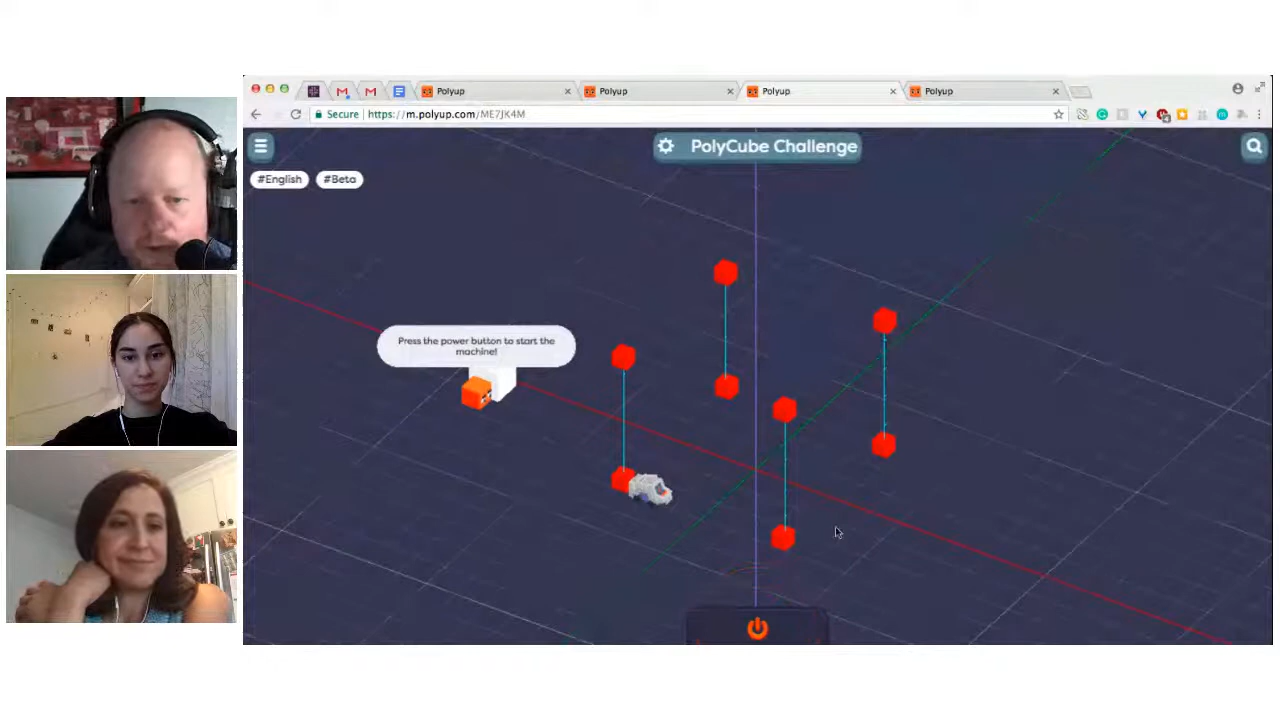 Polyup
Polyup
Polyup
Polyup
Secure
https://m.polyup.com/ME7JK4M
PolyCube Challenge
#English
#Beta
Press the power button to start the
machine!